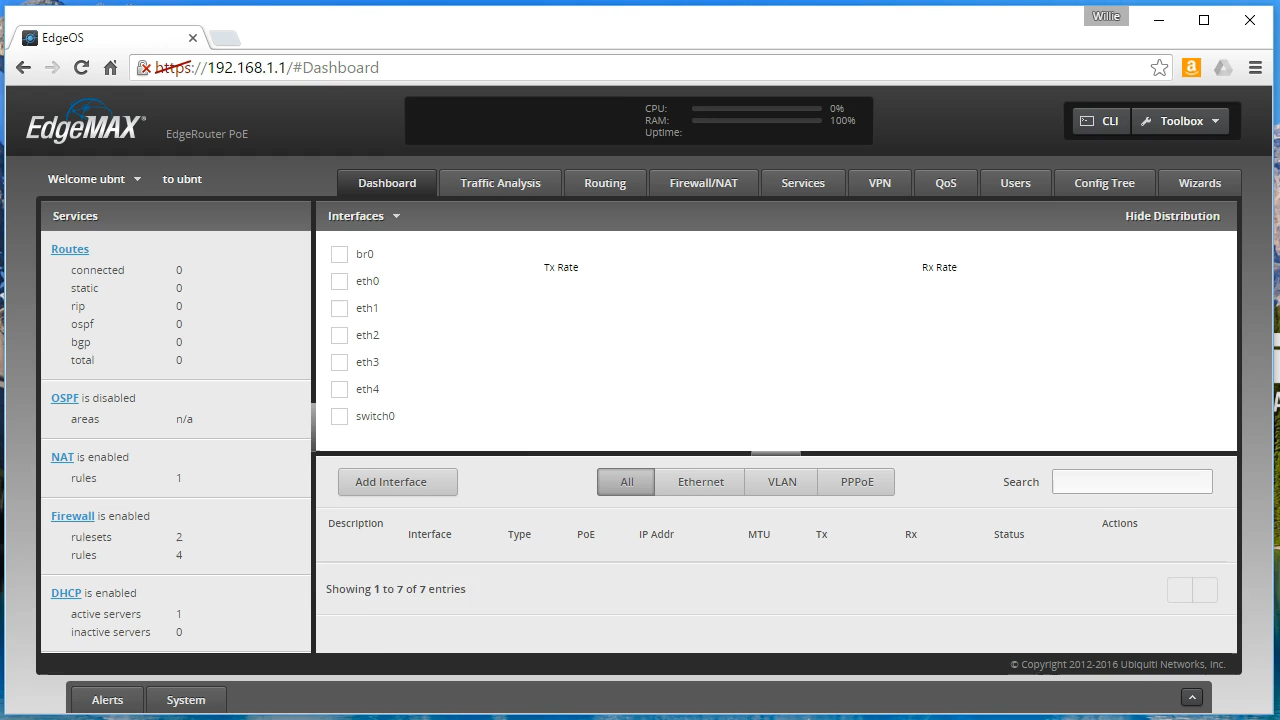 Willie
EdgeOS
https://192.168.1.1/#Dashboard
EdgeMAX
EdgeRouter PoE
CPU: 0%
RAM: 100%
Uptime:
CLI
Toolbox
Welcome ubnt
to ubnt
Dashboard
Traffic Analysis
Routing
Firewall/NAT
Services
VPN
QoS
Users
Config Tree
Wizards
Services
Routes
connected 0
static 0
rip 0
ospf 0
bgp 0
total 0
OSPF is disabled
areas n/a
NAT is enabled
rules 1
Firewall is enabled
rulesets 2
rules 4
DHCP is enabled
active servers 1
inactive servers 0
Interfaces
Hide Distribution
br0
eth0
eth1
eth2
eth3
eth4
switch0
Tx Rate
Rx Rate
Add Interface
All
Ethernet
VLAN
PPPoE
Search
Description Interface Type PoE IP Addr MTU Tx Rx Status Actions
Showing 1 to 7 of 7 entries
© Copyright 2012-2016 Ubiquiti Networks, Inc.
Alerts
System